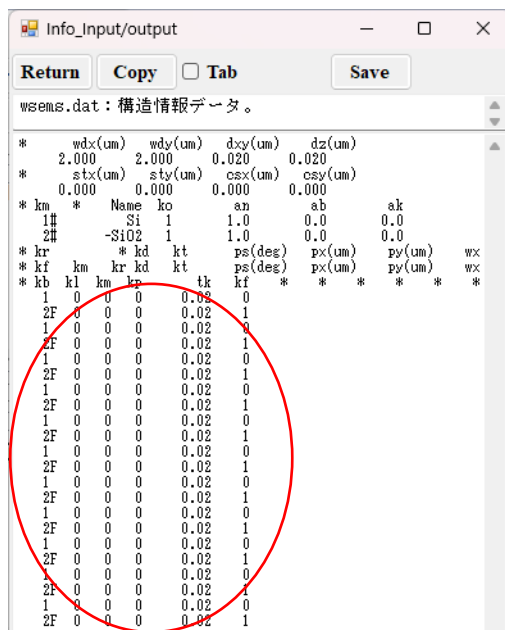 Info_Input/output
Return Copy Tab Save
wsems.dat：構造情報データ。
* wdx(um) wdy(um) dxy(um) dz(um)
2.000 2.000 0.020 0.020
* stx(um) sty(um) csx(um) csy(um)
0.000 0.000 0.000 0.000
* km * Name ko an ab ak
1# Si 1 1.0 0.0 0.0
2# -SiO2 1 1.0 0.0 0.0
* kr * kd kt ps(deg) px(um) py(um) wx
* kf km kr kd kt ps(deg) px(um) py(um) wx
* kb kl km kp tk kf * * * * *
1 0 0 0 0.02 0
2F 0 0 0 0.02 1
1 0 0 0 0.02 0
2F 0 0 0 0.02 1
1 0 0 0 0.02 0
2F 0 0 0 0.02 1
1 0 0 0 0.02 0
2F 0 0 0 0.02 1
1 0 0 0 0.02 0
2F 0 0 0 0.02 1
1 0 0 0 0.02 0
2F 0 0 0 0.02 1
1 0 0 0 0.02 0
2F 0 0 0 0.02 1
1 0 0 0 0.02 0
2F 0 0 0 0.02 1
1 0 0 0 0.02 0
2F 0 0 0 0.02 1
1 0 0 0 0.02 0
2F 0 0 0 0.02 1
1 0 0 0 0.02 0
2F 0 0 0 0.02 1